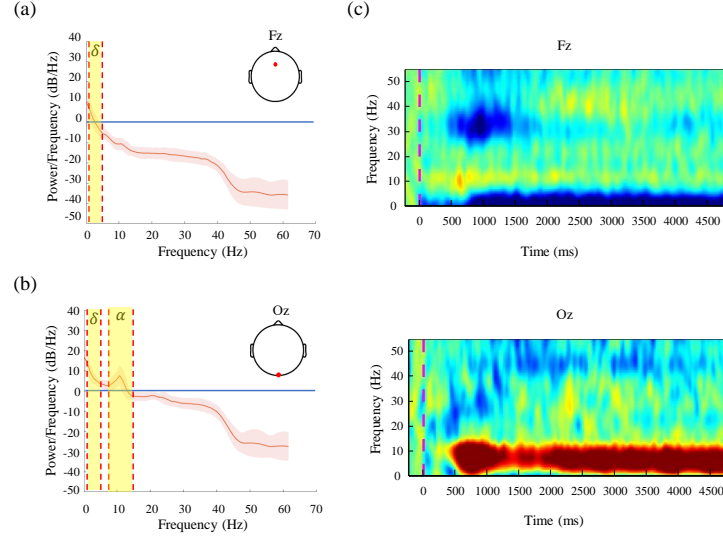 (a)
Fz
δ
40
30
20
10
0
-10
-20
-30
-40
-50
Power/Frequency (dB/Hz)
0 10 20 30 40 50 60 70
Frequency (Hz)
(c)
Fz
50
40
30
20
10
0
Frequency (Hz)
0 500 1000 1500 2000 2500 3000 3500 4000 4500
Time (ms)
(b)
Oz
δ α
40
30
20
10
0
-10
-20
-30
-40
-50
Power/Frequency (dB/Hz)
0 10 20 30 40 50 60 70
Frequency (Hz)
Oz
50
40
30
20
10
0
Frequency (Hz)
0 500 1000 1500 2000 2500 3000 3500 4000 4500
Time (ms)